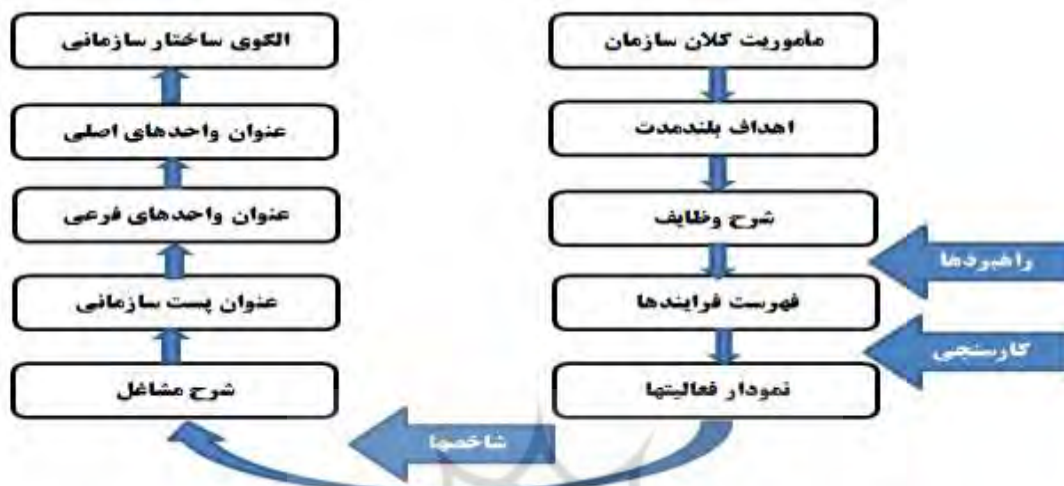 مأموریت کلان سازمان
اهداف بلندمدت
شرح وظایف
راهبردها
فهرست فرایندها
کارسنجی
نمودار فعالیتها
شاخصها
شرح مشاغل
عنوان پست سازمانی
عنوان واحدهای فرعی
عنوان واحدهای اصلی
الگوی ساختار سازمانی